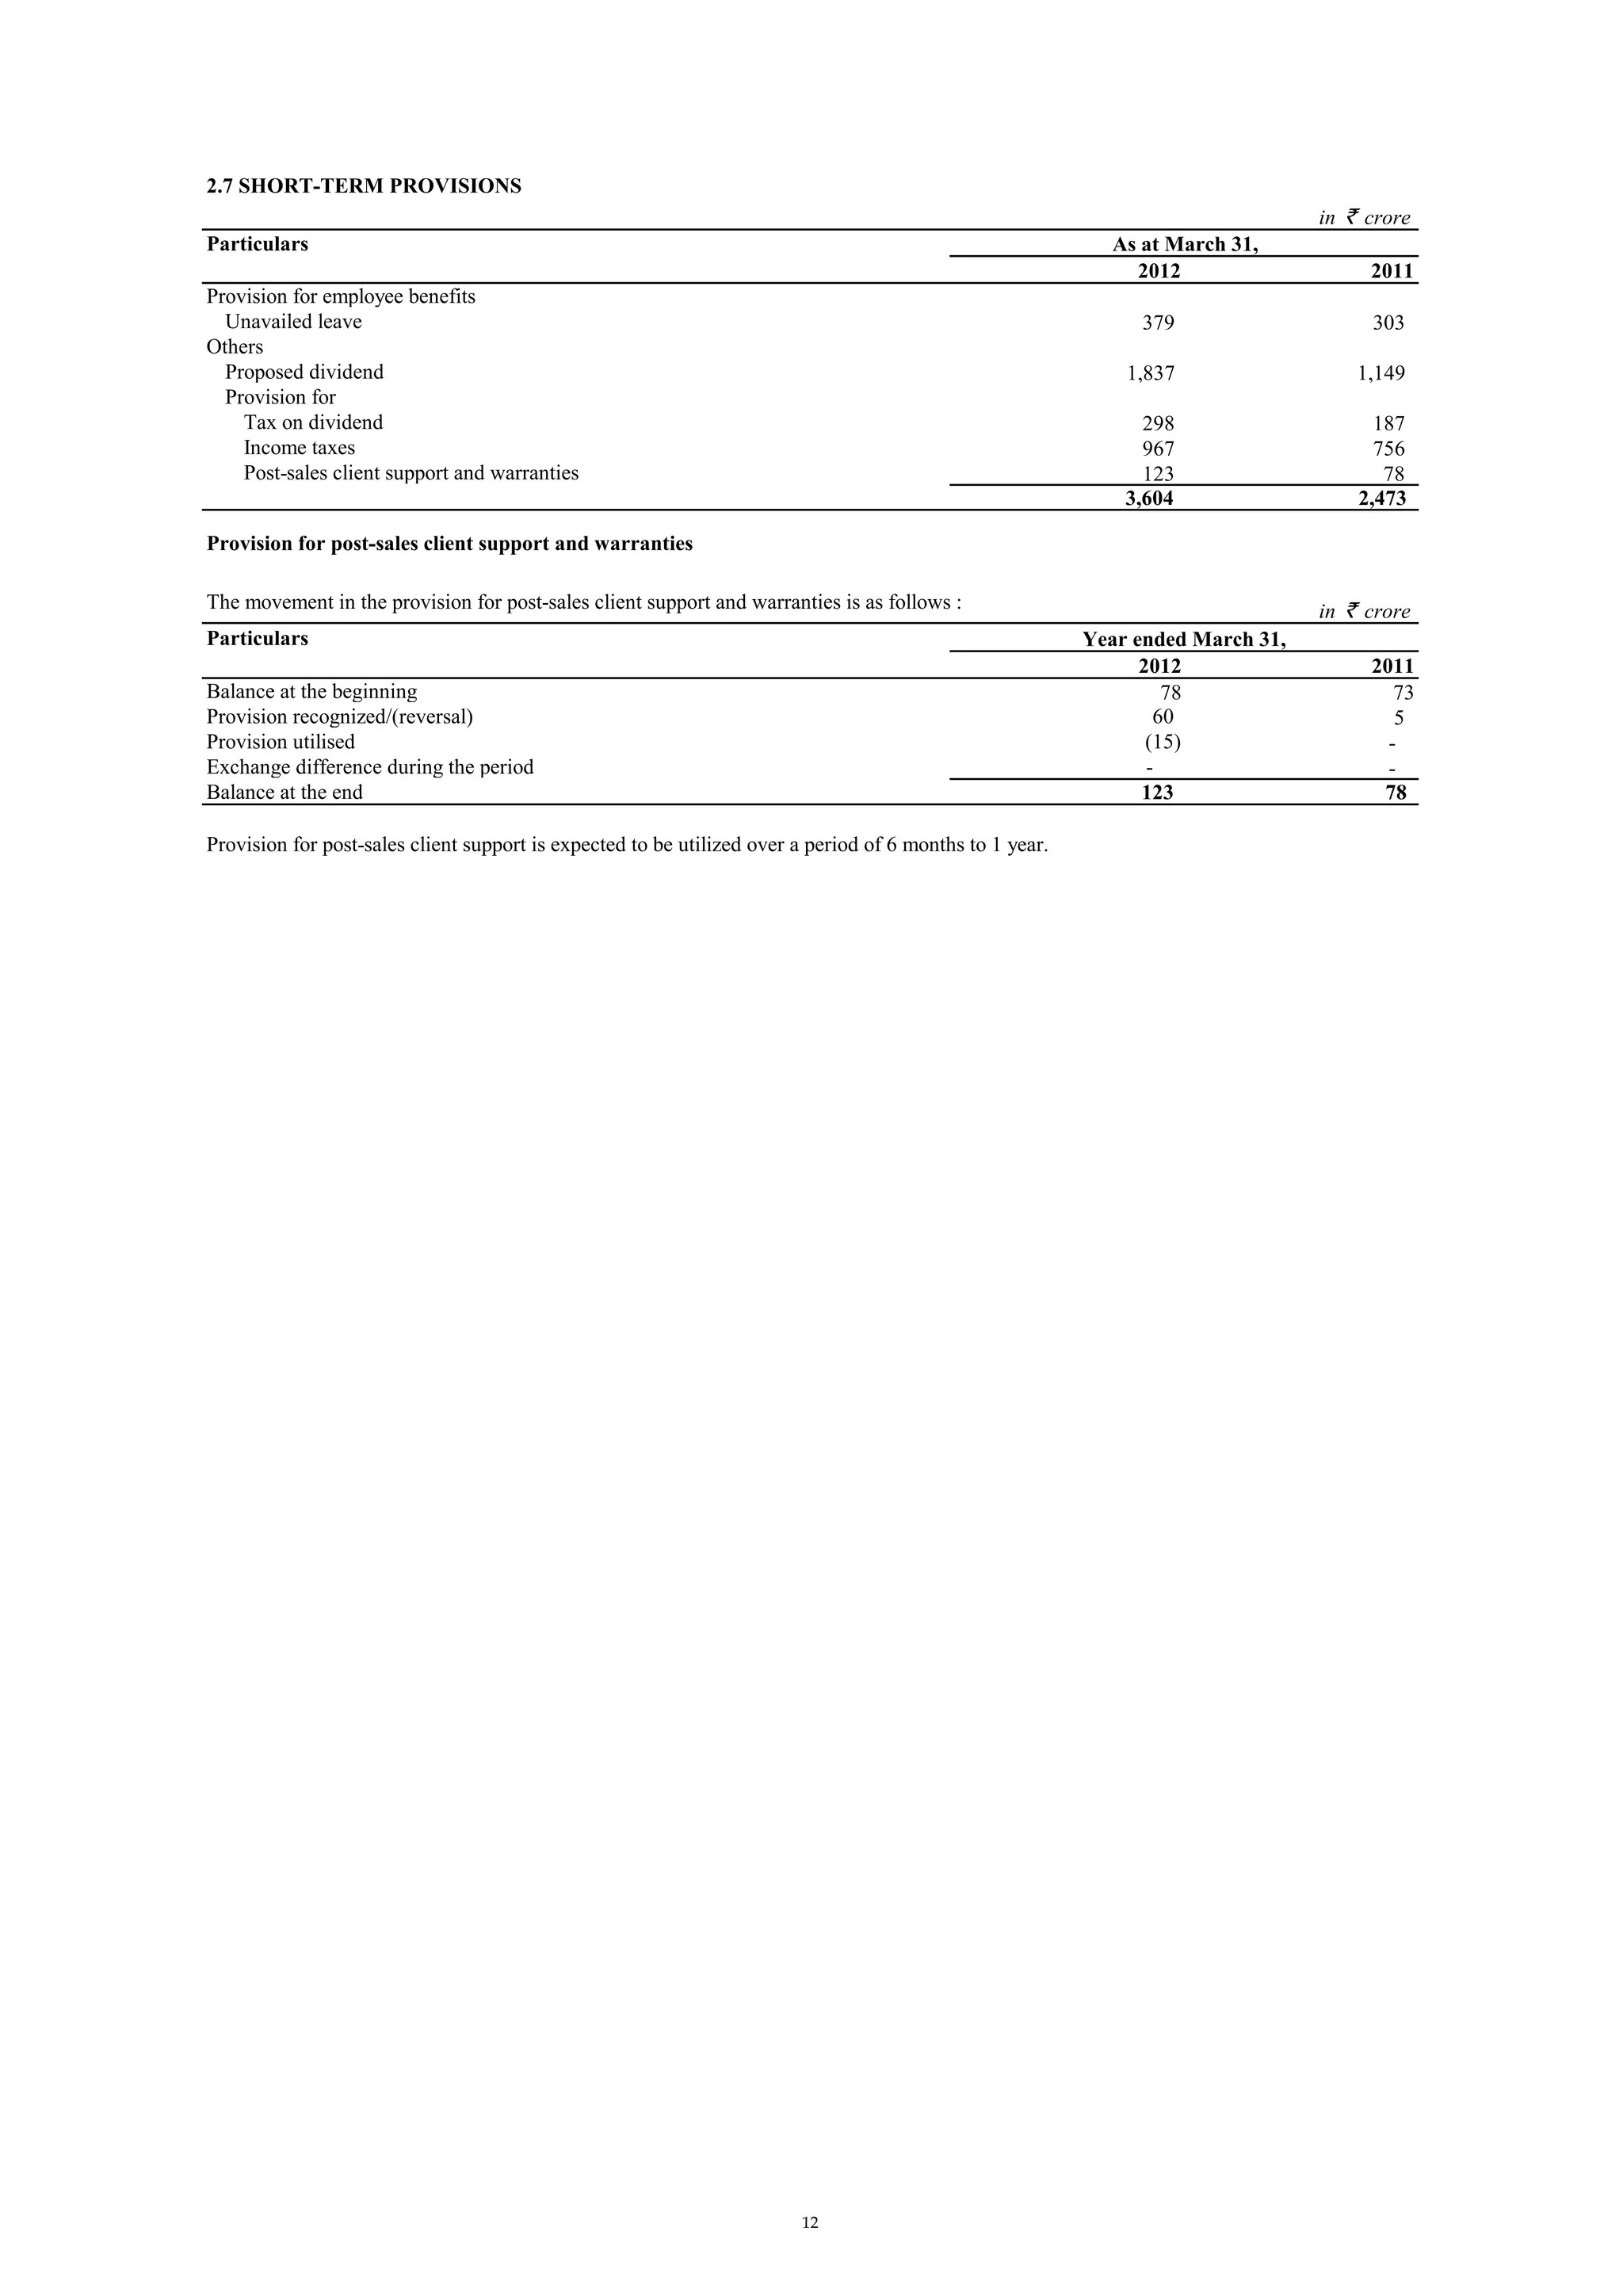 2.7 SHORT-TERM PROVISIONS
in ₹ crore
Particulars As at March 31,
2012 2011
Provision for employee benefits
Unavailed leave 379 303
Others
Proposed dividend 1,837 1,149
Provision for
Tax on dividend 298 187
Income taxes 967 756
Post-sales client support and warranties 123 78
3,604 2,473
Provision for post-sales client support and warranties
The movement in the provision for post-sales client support and warranties is as follows :
in ₹ crore
Particulars Year ended March 31,
2012 2011
Balance at the beginning 78 73
Provision recognized/(reversal) 60 5
Provision utilised (15) -
Exchange difference during the period - -
Balance at the end 123 78
Provision for post-sales client support is expected to be utilized over a period of 6 months to 1 year.
12